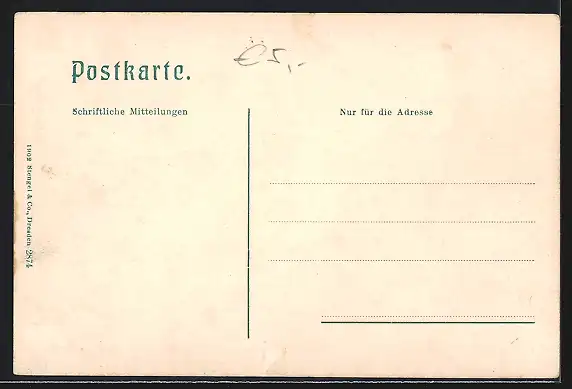 €5,-
Postkarte.
Schriftliche Mitteilungen
Nur für die Adresse
1902 Stengel & Co., Dresden 2874